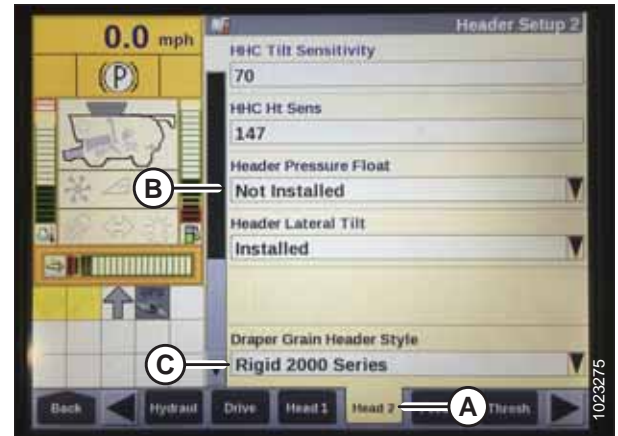 0.0 mph
Header Setup 2
(P)
HHC Tilt Sensitivity
70
HHC Ht Sens
147
Header Pressure Float
B
Not Installed
Header Lateral Tilt
Installed
Draper Grain Header Style
C
Rigid 2000 Series
Back
Hydraul
Drive
Head 1
Head 2
A
Thresh
1023275